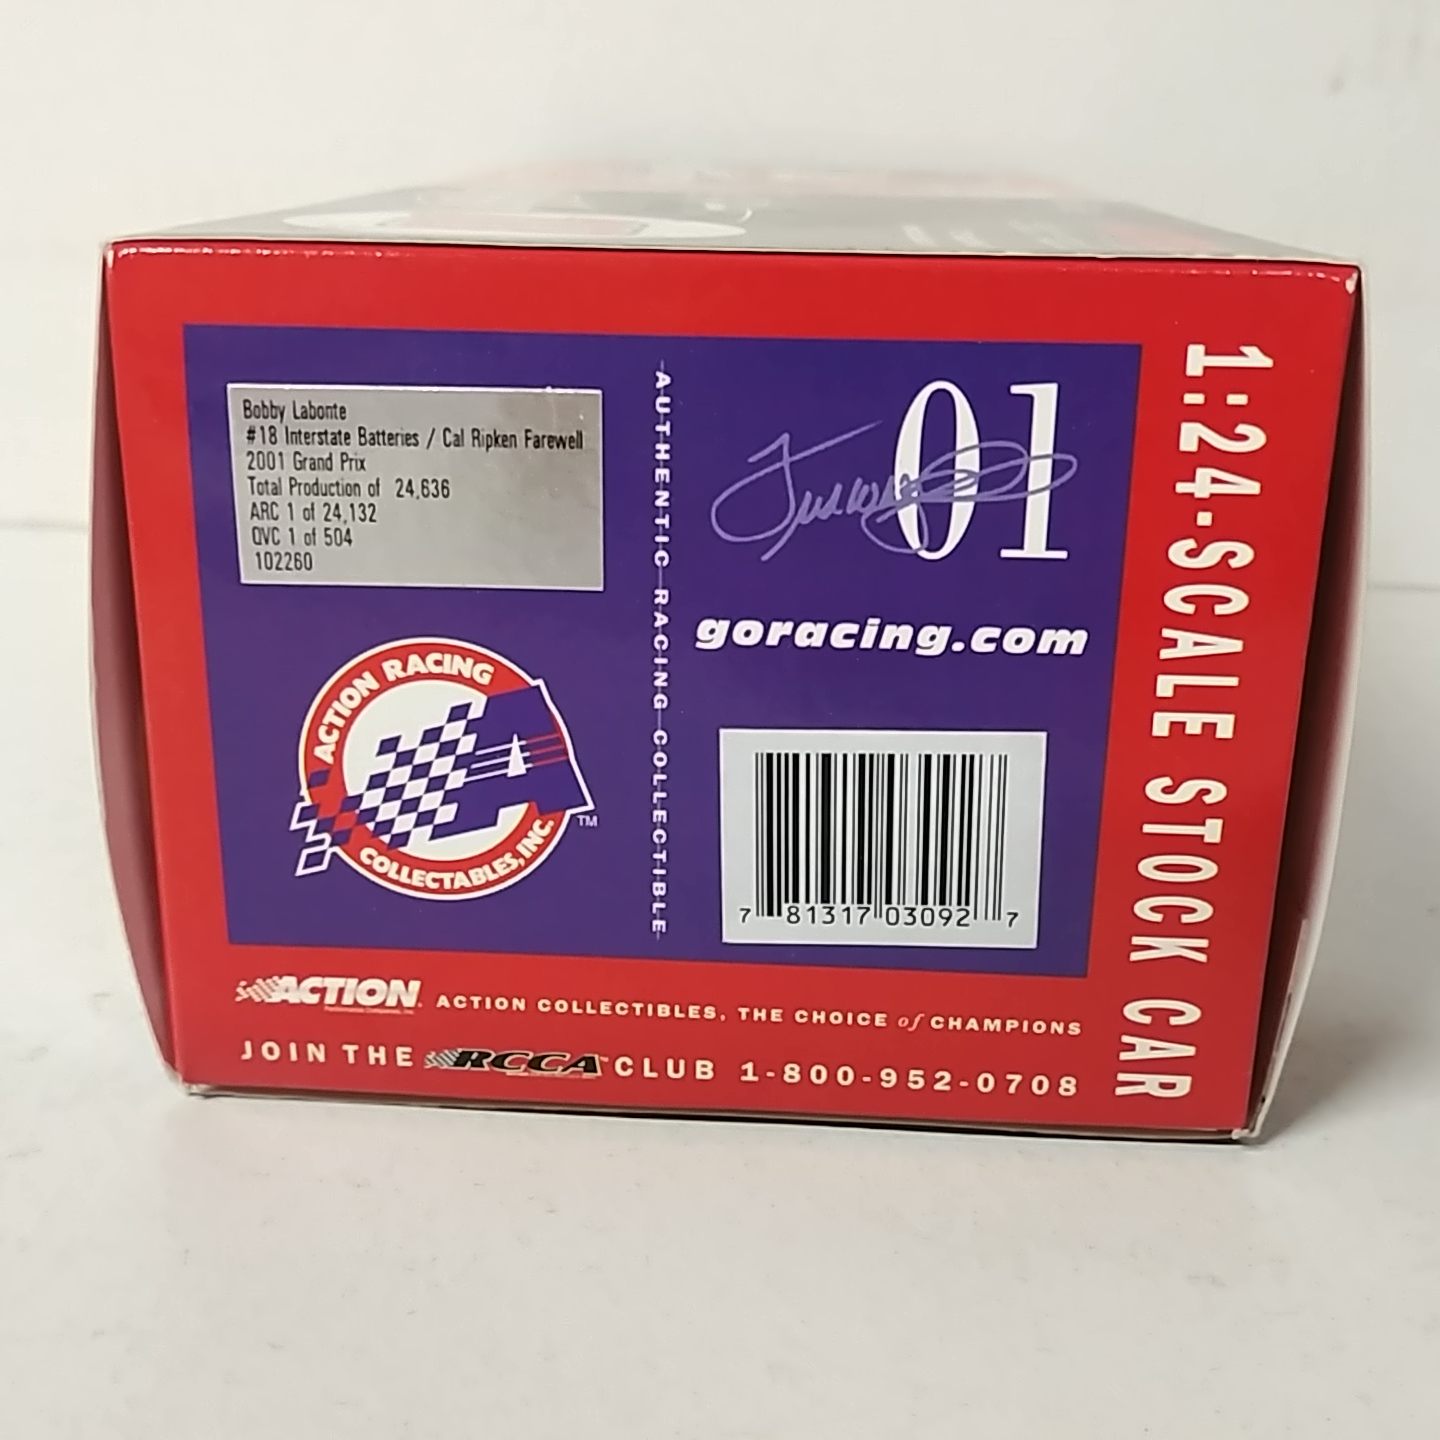 Bobby Labonte
#18 Interstate Batteries / Cal Ripken Farewell
2001 Grand Prix
Total Production of 24,636
ARC 1 of 24,132
QVC 1 of 504
102260
ACTION RACING
COLLECTABLES, INC.
TM
AUTHENTIC RACING COLLECTIBLE
01
goracing.com
7 81317 03092 7
1:24-SCALE STOCK CAR
ACTION
ACTION COLLECTIBLES, THE CHOICE of CHAMPIONS
JOIN THE RCCA CLUB 1-800-952-0708